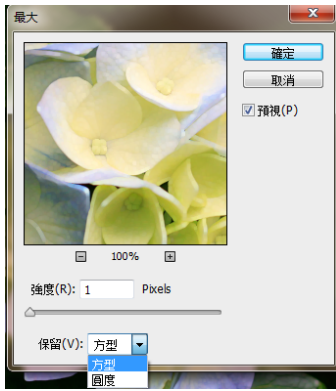 最大
確定
取消
預視(P)
100%
強度(R): 1 Pixels
保留(V): 方型
方型
圓度